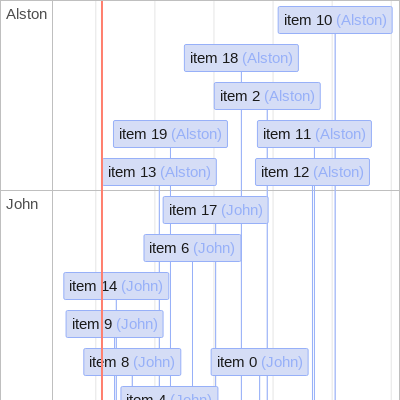 Alston
item 10 (Alston)
item 18 (Alston)
item 2 (Alston)
item 19 (Alston)
item 11 (Alston)
item 13 (Alston)
item 12 (Alston)
John
item 17 (John)
item 6 (John)
item 14 (John)
item 9 (John)
item 8 (John)
item 0 (John)
item 4 (John)